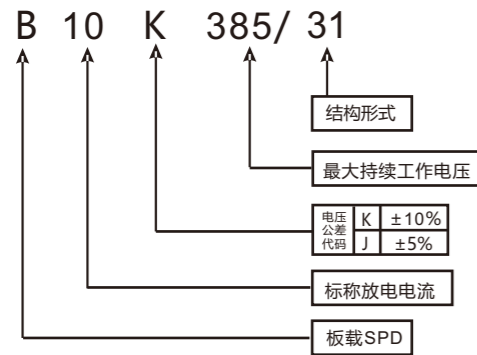 B 10 K 385/ 31
结构形式
最大持续工作电压
电压公差代码 K ±10%
J ±5%
标称放电电流
板载SPD